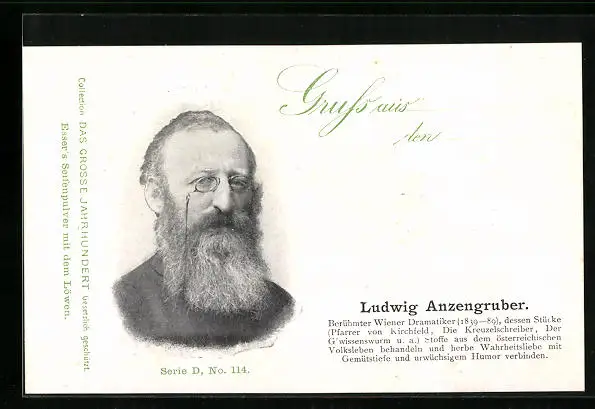 Collection DAS GROSSE JAHRHUNDERT Gesetzlich geschützt.
Esser's Seifenpulver mit dem Löwen.
Gruss aus
den
Ludwig Anzengruber.
Berühmter Wiener Dramatiker (1839—89), dessen Stücke
(Pfarrer von Kirchfeld, Die Kreuzelschreiber, Der
G'wissenswurm u. a.) Stoffe aus dem österreichischen
Volksleben behandeln und herbe Wahrheitsliebe mit
Gemütstiefe und urwüchsigem Humor verbinden.
Serie D, No. 114.